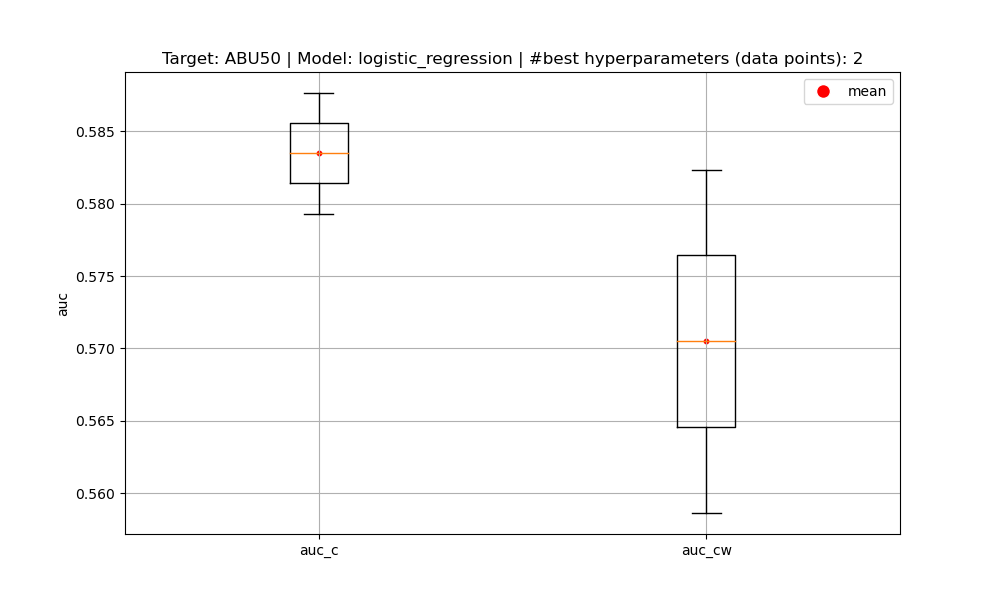 Target: ABU50 | Model: logistic_regression | #best hyperparameters (data points): 2
mean
0.585
0.580
0.575
0.570
0.565
0.560
auc
auc_c
auc_cw